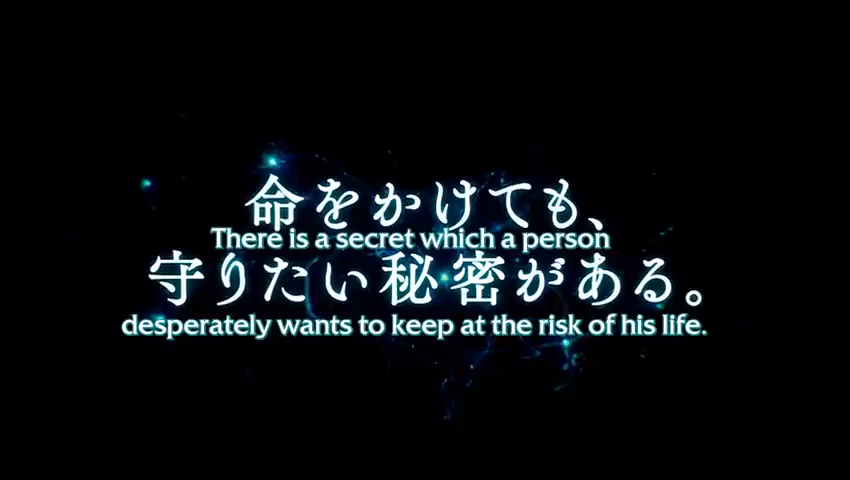 命をかけても、
There is a secret which a person
守りたい秘密がある。
desperately wants to keep at the risk of his life.